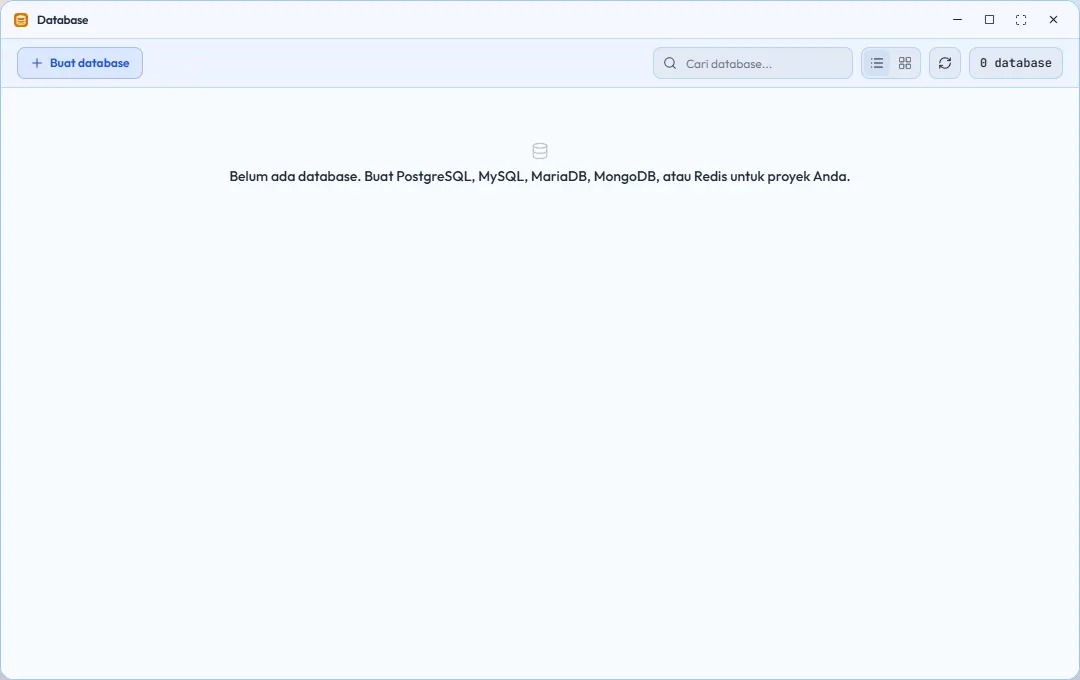 Database
Buat database
Cari database...
0 database
Belum ada database. Buat PostgreSQL, MySQL, MariaDB, MongoDB, atau Redis untuk proyek Anda.